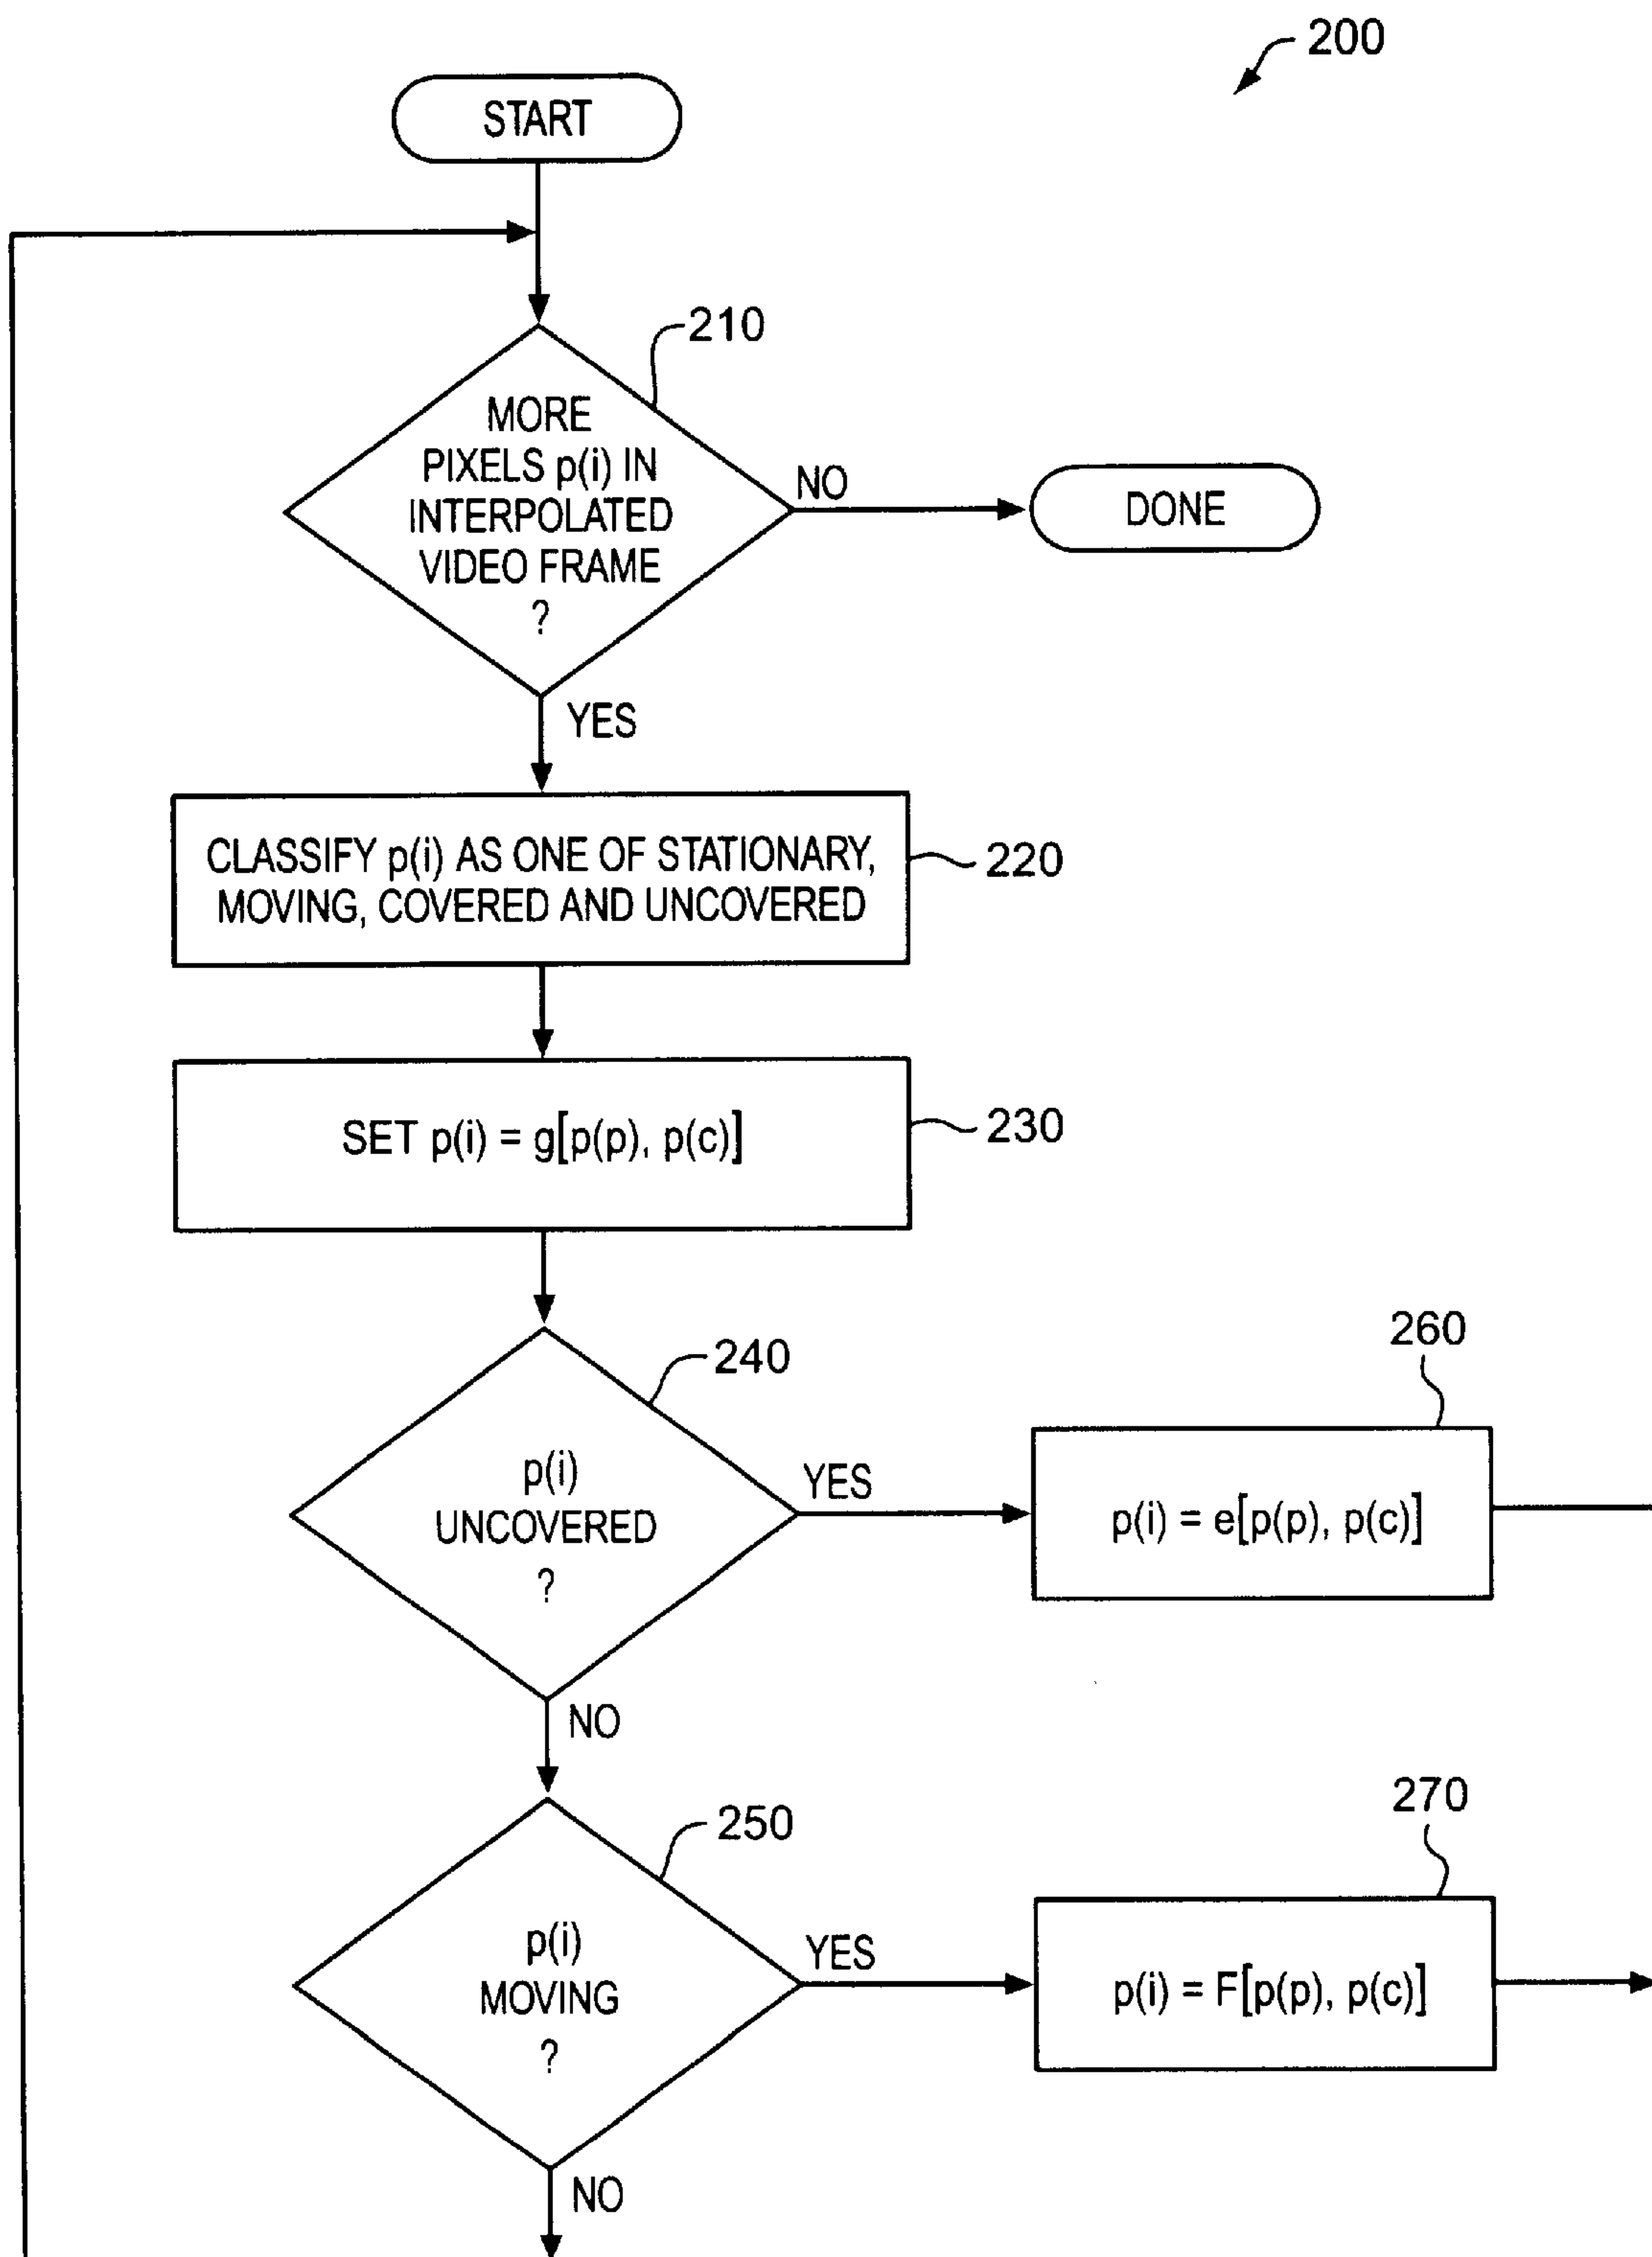 200
START
210
MORE
PIXELS p(i) IN
INTERPOLATED
VIDEO FRAME
?
NO
DONE
YES
CLASSIFY p(i) AS ONE OF STATIONARY,
MOVING, COVERED AND UNCOVERED
220
SET p(i) = g[p(p), p(c)]
230
240
p(i)
UNCOVERED
?
YES
260
p(i) = e[p(p), p(c)]
NO
250
p(i)
MOVING
?
YES
270
p(i) = F[p(p), p(c)]
NO